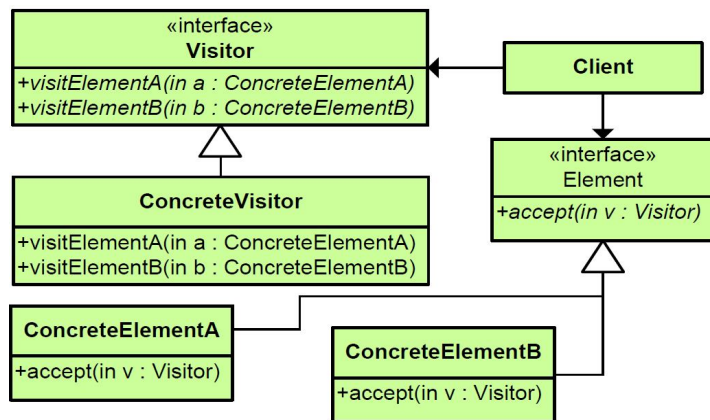 «interface»
Visitor
+visitElementA(in a : ConcreteElementA)
+visitElementB(in b : ConcreteElementB)
Client
«interface»
Element
+accept(in v : Visitor)
ConcreteVisitor
+visitElementA(in a : ConcreteElementA)
+visitElementB(in b : ConcreteElementB)
ConcreteElementA
+accept(in v : Visitor)
ConcreteElementB
+accept(in v : Visitor)